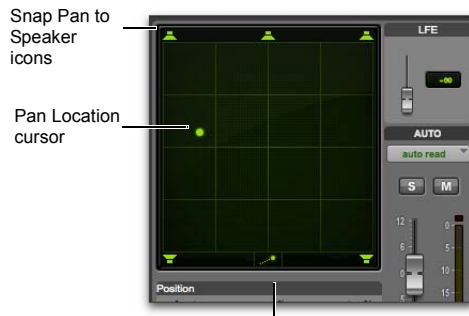 Snap Pan to
Speaker
icons
Pan Location
cursor
LFE
-∞
AUTO
auto read
S M
12
6
0
5
0
5
10
15
Position